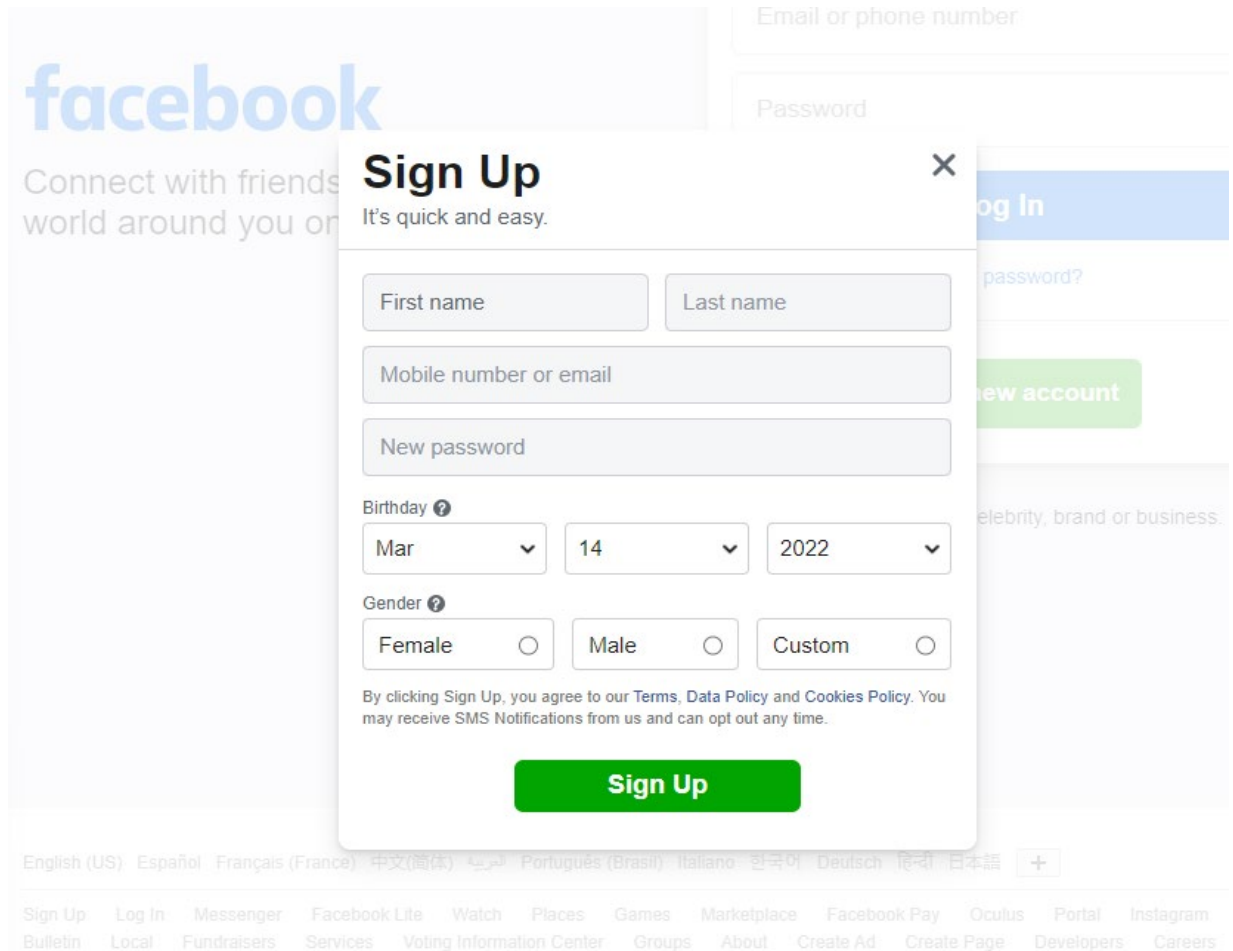 Email or phone number
facebook
Password
Connect with friends
world around you on
Sign Up
It's quick and easy.
og In
password?
First name
Last name
Mobile number or email
new account
New password
Birthday
elebrity, brand or business.
Mar
14
2022
Gender
Female
Male
Custom
By clicking Sign Up, you agree to our Terms, Data Policy and Cookies Policy. You
may receive SMS Notifications from us and can opt out any time.
Sign Up
English (US) Español Français (France) 中文(简体) العربية Português (Brasil) Italiano 한국어 Deutsch हिन्दी 日本語
Sign Up Log In Messenger Facebook Lite Watch Places Games Marketplace Facebook Pay Oculus Portal Instagram
Bulletin Local Fundraisers Services Voting Information Center Groups About Create Ad Create Page Developers Careers